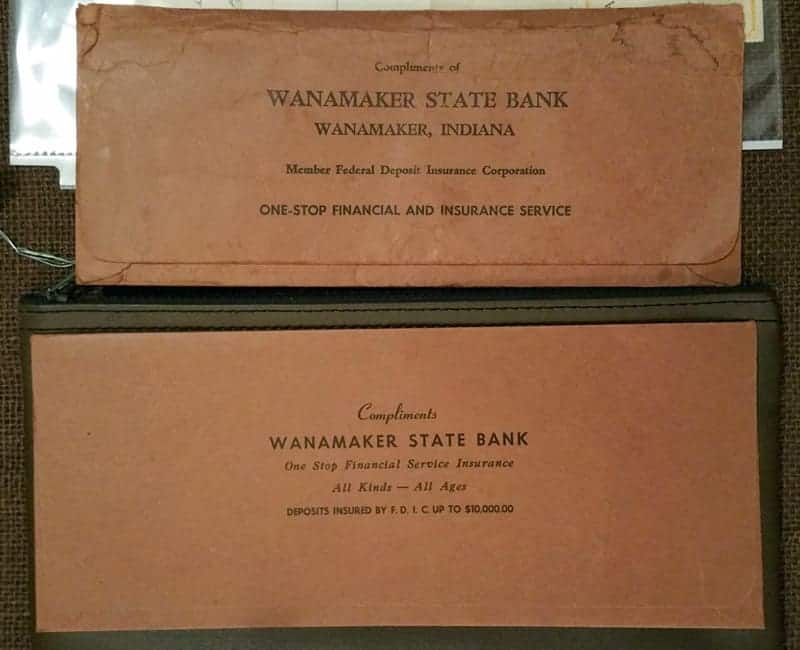 Compliments of
WANAMAKER STATE BANK
WANAMAKER, INDIANA
Member Federal Deposit Insurance Corporation
ONE-STOP FINANCIAL AND INSURANCE SERVICE
Compliments
WANAMAKER STATE BANK
One Stop Financial Service Insurance
All Kinds — All Ages
DEPOSITS INSURED BY F. D. I. C. UP TO $10,000.00